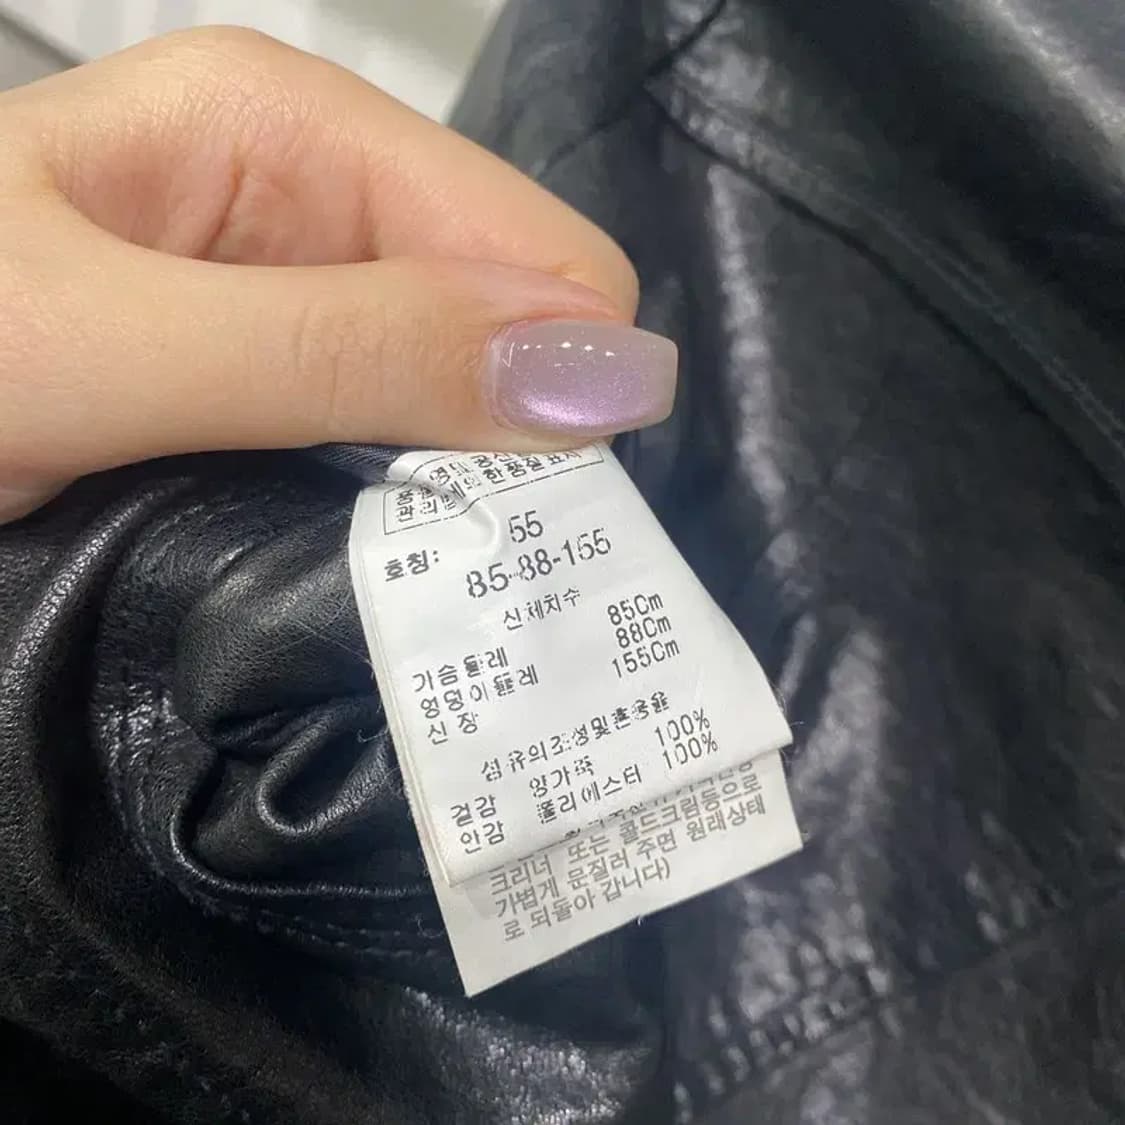 관리법에의한품질표시
호칭: 55
85-88-155
신체치수
가슴둘레 85Cm
엉덩이둘레 88Cm
신장 155Cm
섬유의조성및혼용율
겉감 양가죽 100%
안감 폴리에스터 100%
크리너 또는 콜드크림등으로
가볍게 문질러 주면 원래상태
로 되돌아 갑니다)